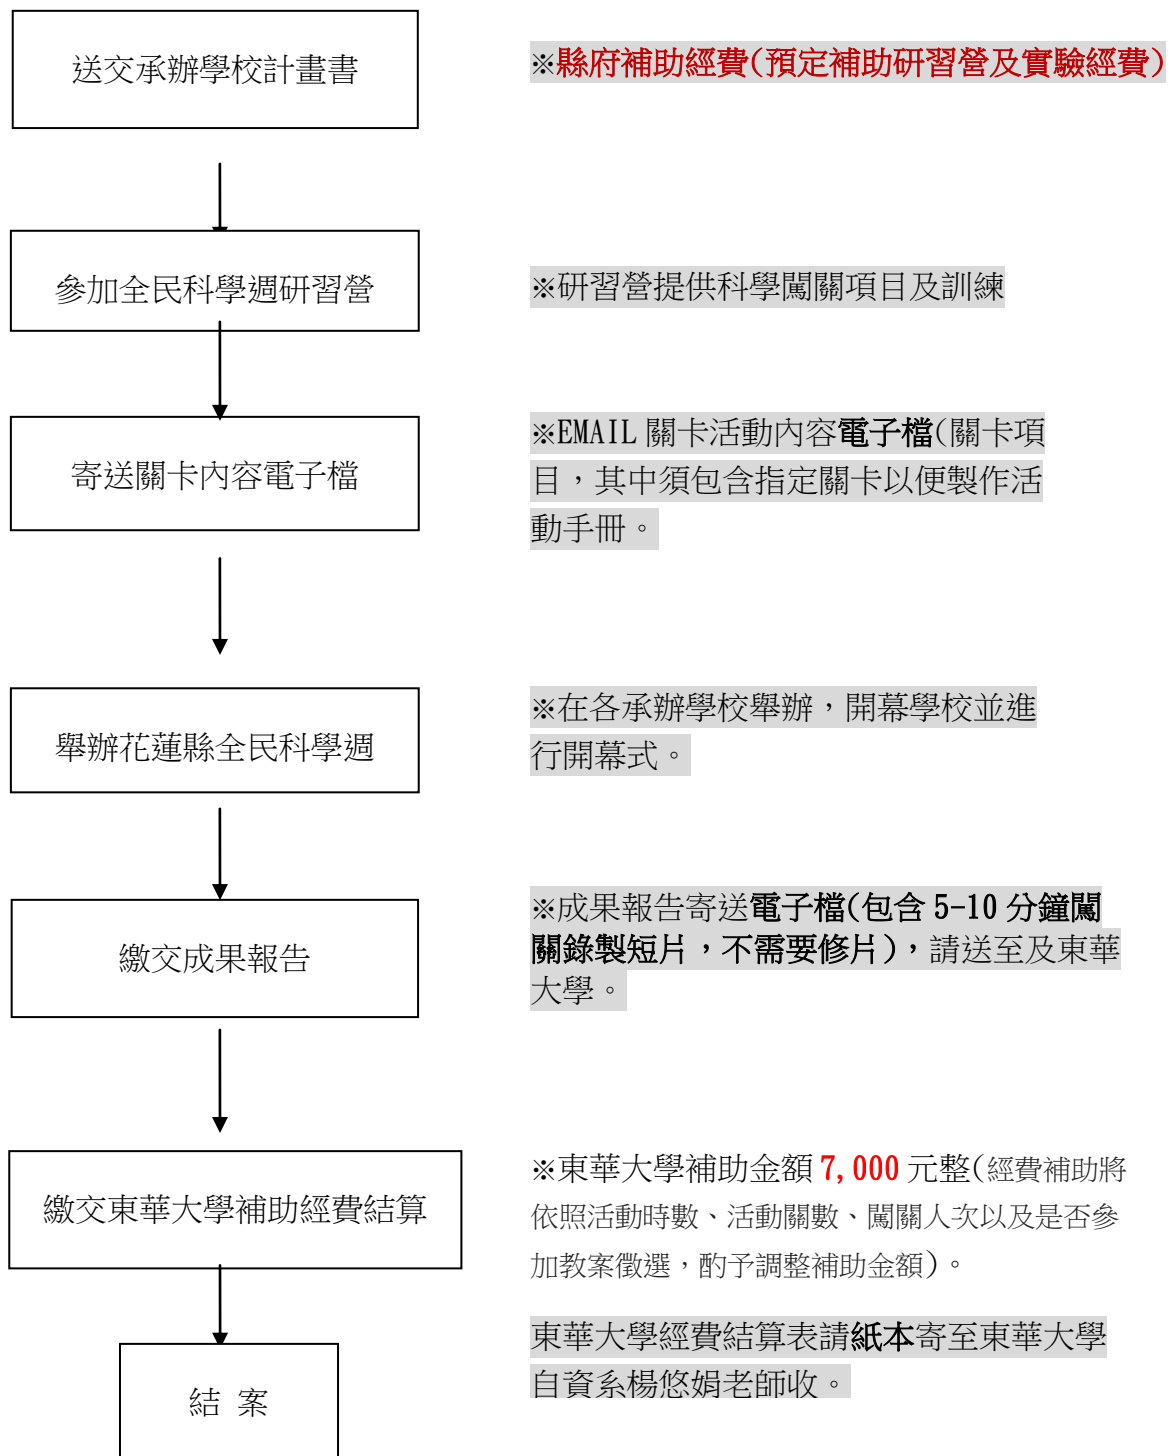 送交承辦學校計畫書
※縣府補助經費(預定補助研習營及實驗經費)
參加全民科學週研習營
※研習營提供科學闖關項目及訓練
寄送關卡內容電子檔
※EMAIL 關卡活動內容電子檔(關卡項
目，其中須包含指定關卡以便製作活
動手冊。
舉辦花蓮縣全民科學週
※在各承辦學校舉辦，開幕學校並進
行開幕式。
繳交成果報告
※成果報告寄送電子檔(包含 5-10 分鐘闖
關錄製短片，不需要修片)，請送至及東華
大學。
繳交東華大學補助經費結算
※東華大學補助金額 7,000 元整(經費補助將
依照活動時數、活動關數、闖關人次以及是否參
加教案徵選，酌予調整補助金額)。
東華大學經費結算表請紙本寄至東華大學
自資系楊悠娟老師收。
結 案